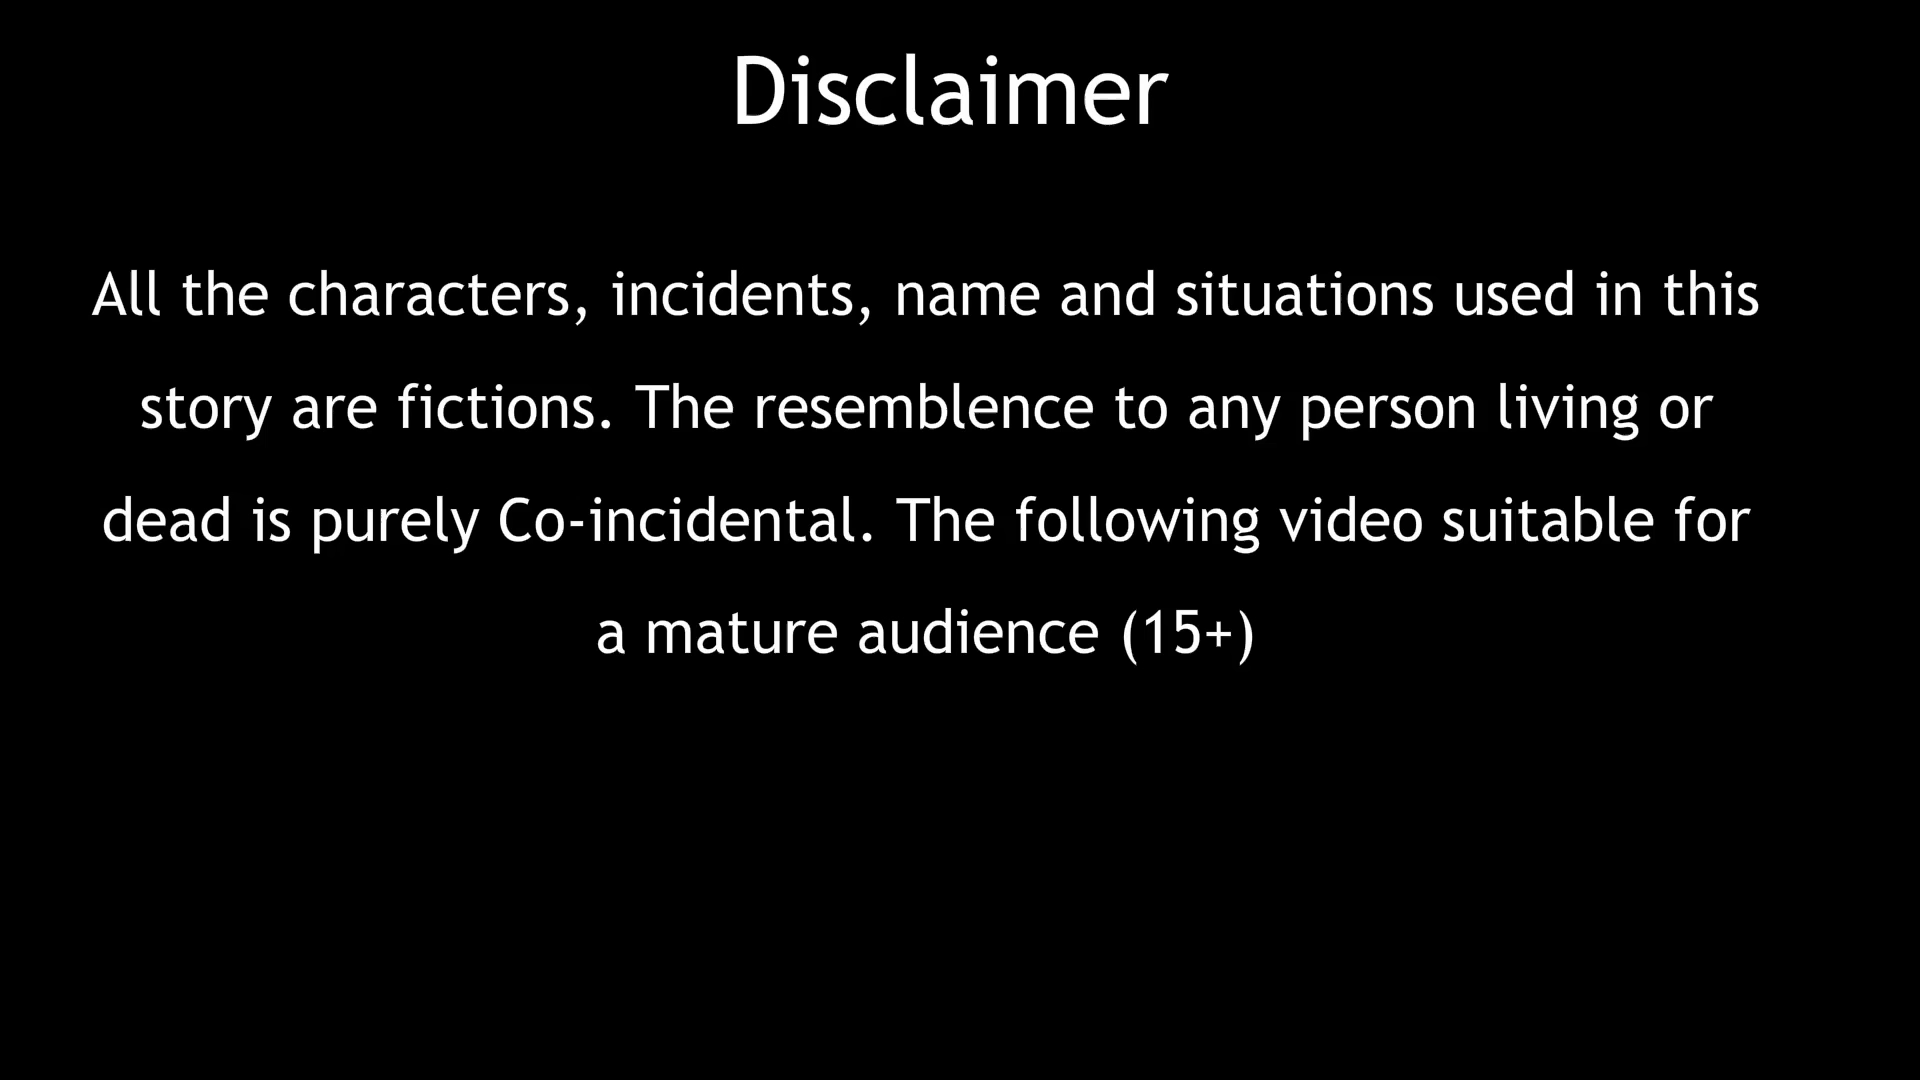 Disclaimer
All the characters, incidents, name and situations used in this
story are fictions. The resemblence to any person living or
dead is purely Co-incidental. The following video suitable for
a mature audience (15+)